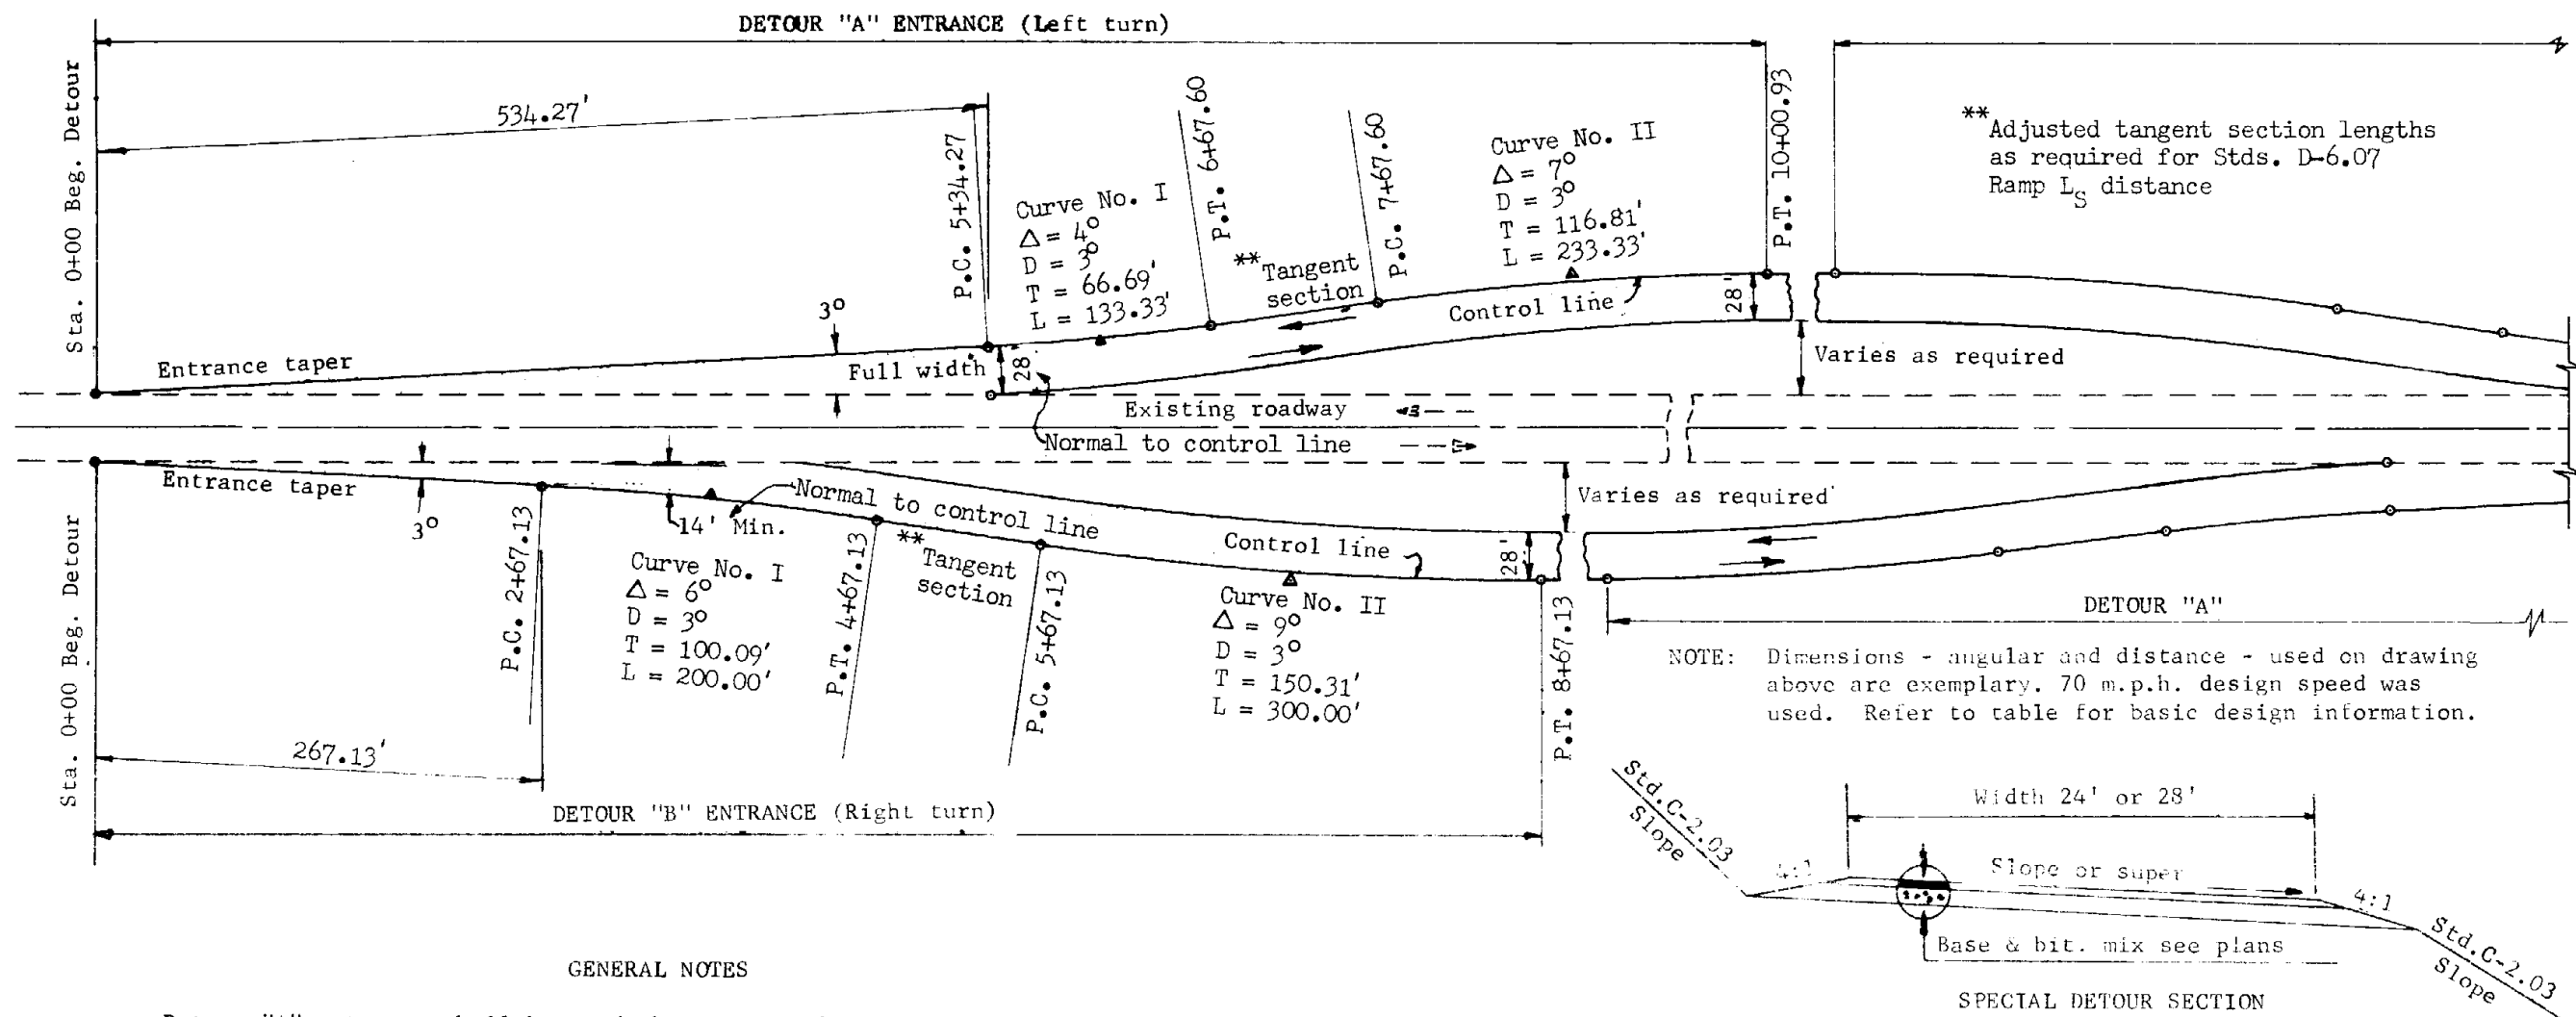 DETOUR "A" ENTRANCE (Left turn)
Sta. 0+00 Beg. Detour
534.27'
P.C. 5+34.27
P.T. 6+67.60
P.C. 7+67.60
P.T. 10+00.93
Curve No. I
Δ = 4°
D = 3°
T = 66.69'
L = 133.33'
**Tangent
section
Curve No. II
Δ = 7°
D = 3°
T = 116.81'
L = 233.33'
**Adjusted tangent section lengths
as required for Stds. D-6.07
Ramp LS distance
3°
Entrance taper
Full width
28'
Control line
28'
Varies as required
Existing roadway
Normal to control line
Entrance taper
3°
14' Min.
Normal to control line
Varies as required
Control line
28'
Sta. 0+00 Beg. Detour
P.C. 2+67.13
Curve No. I
Δ = 6°
D = 3°
T = 100.09'
L = 200.00'
P.T. 4+67.13
**Tangent
section
P.C. 5+67.13
Curve No. II
Δ = 9°
D = 3°
T = 150.31'
L = 300.00'
P.T. 8+67.13
267.13'
DETOUR "B" ENTRANCE (Right turn)
DETOUR "A"
NOTE: Dimensions - angular and distance - used on drawing
above are exemplary. 70 m.p.h. design speed was
used. Refer to table for basic design information.
Std.C-2.03
Slope
Width 24' or 28'
4:1
Slope or super
4:1
Base & bit. mix see plans
Std.C-2.03
Slope
SPECIAL DETOUR SECTION
GENERAL NOTES